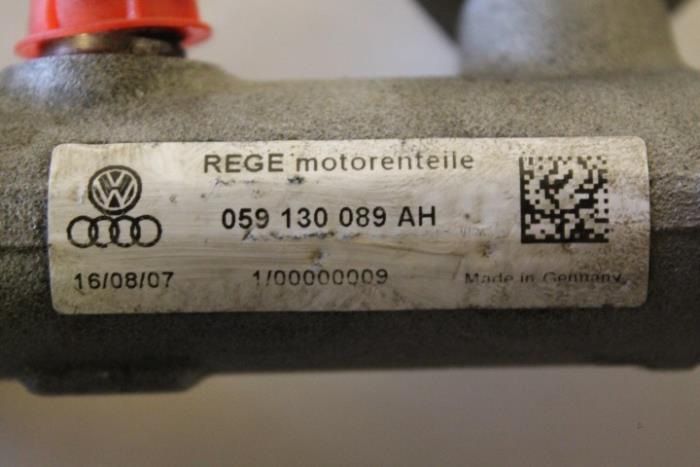 REGE motorenteile
059 130 089 AH
16/08/07 1/00000009 Made in Germany